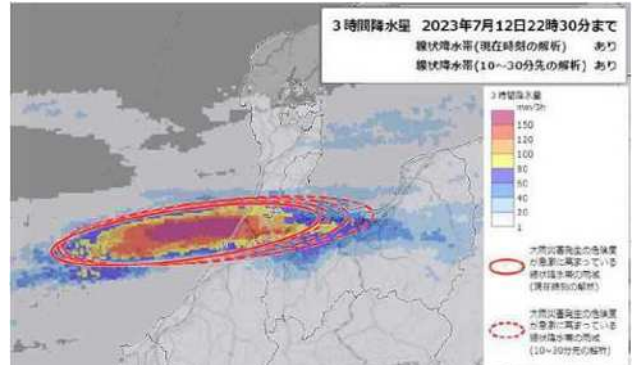 3時間降水量 2023年7月12日22時30分まで
線状降水帯(現在時刻の解析) あり
線状降水帯(10～30分先の解析) あり
3時間降水量
mm/3h
150
120
100
80
60
40
20
1
大雨災害発生の危険度
が急激に高まっている
線状降水帯の雨域
(現在時刻の解析)
大雨災害発生の危険度
が急激に高まっている
線状降水帯の雨域
(10~30分先の解析)